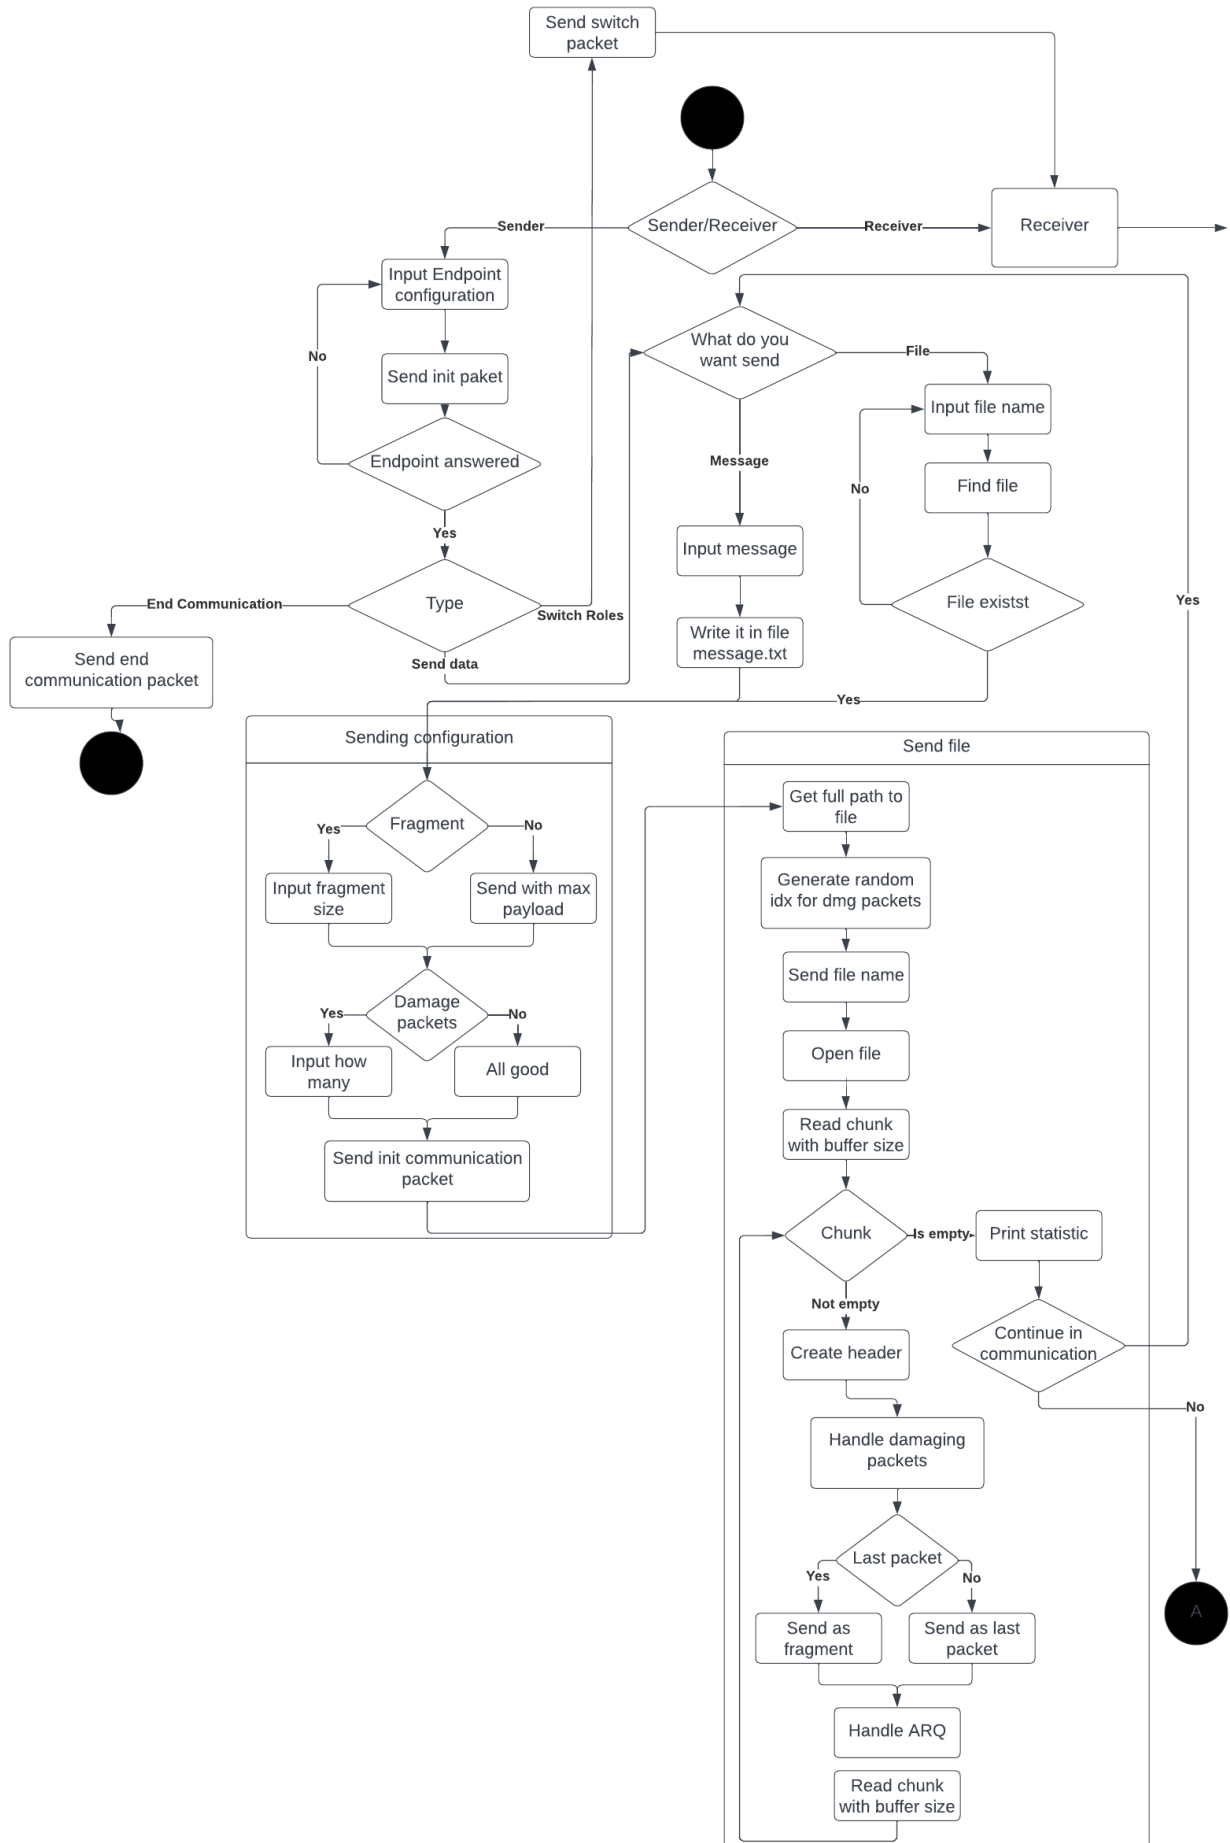 Send switch
packet
Sender/Receiver
Sender
Receiver
Receiver
Input Endpoint
configuration
No
Send init paket
Endpoint answered
Yes
Type
End Communication
Switch Roles
Send data
Send end
communication packet
What do you
want send
File
Message
Input file name
Find file
No
File existst
Input message
Write it in file
message.txt
Yes
Yes
Sending configuration
Fragment
Yes
No
Input fragment
size
Send with max
payload
Damage
packets
Yes
No
Input how
many
All good
Send init communication
packet
Send file
Get full path to
file
Generate random
idx for dmg packets
Send file name
Open file
Read chunk
with buffer size
Chunk
Is empty
Print statistic
Not empty
Continue in
communication
No
Create header
Handle damaging
packets
Last packet
Yes
No
Send as
fragment
Send as last
packet
A
Handle ARQ
Read chunk
with buffer size